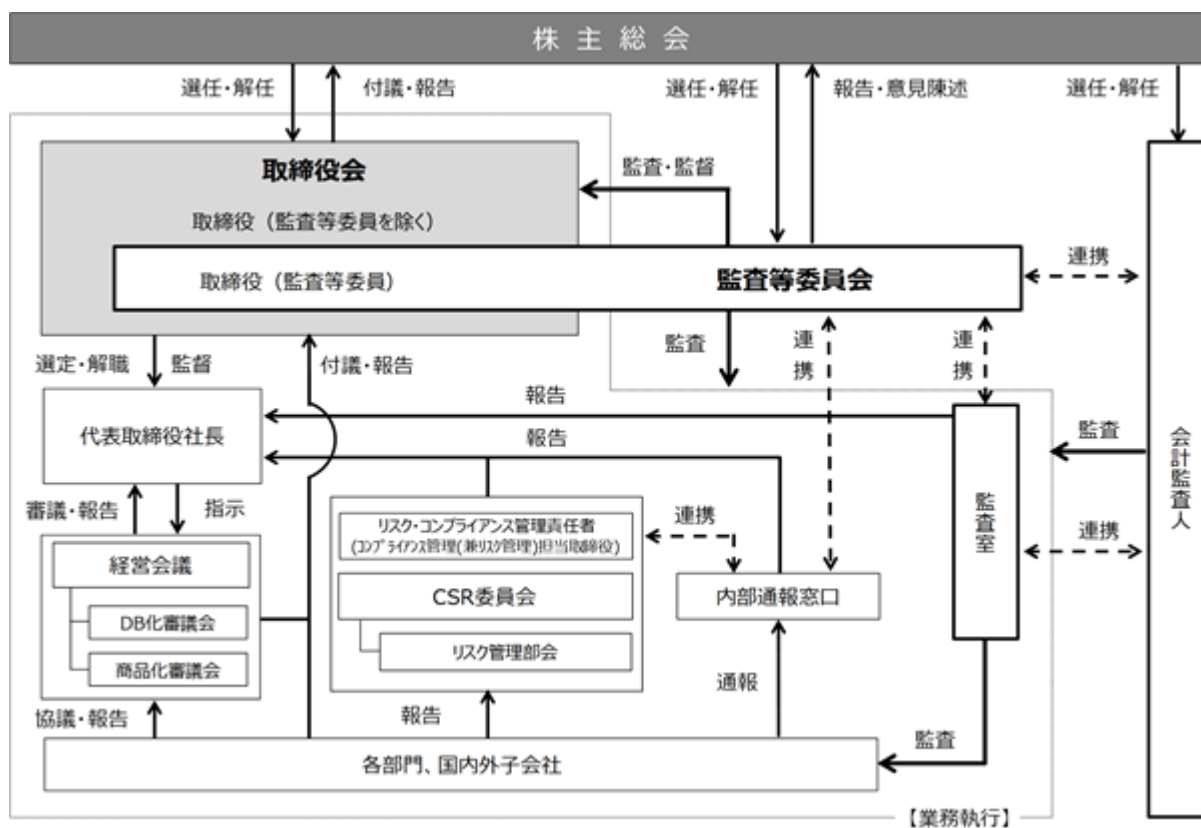 株主総会
選任・解任
付議・報告
選任・解任
報告・意見陳述
選任・解任
取締役会
監査・監督
取締役（監査等委員を除く）
取締役（監査等委員）
監査等委員会
連携
選定・解職
監督
付議・報告
監査
連携
連携
報告
代表取締役社長
報告
監査
会計監査人
審議・報告
指示
監査室
連携
リスク・コンプライアンス管理責任者
(コンプライアンス管理(兼リスク管理)担当取締役)
連携
経営会議
CSR委員会
内部通報窓口
DB化審議会
リスク管理部会
商品化審議会
通報
協議・報告
報告
監査
各部門、国内外子会社
【業務執行】